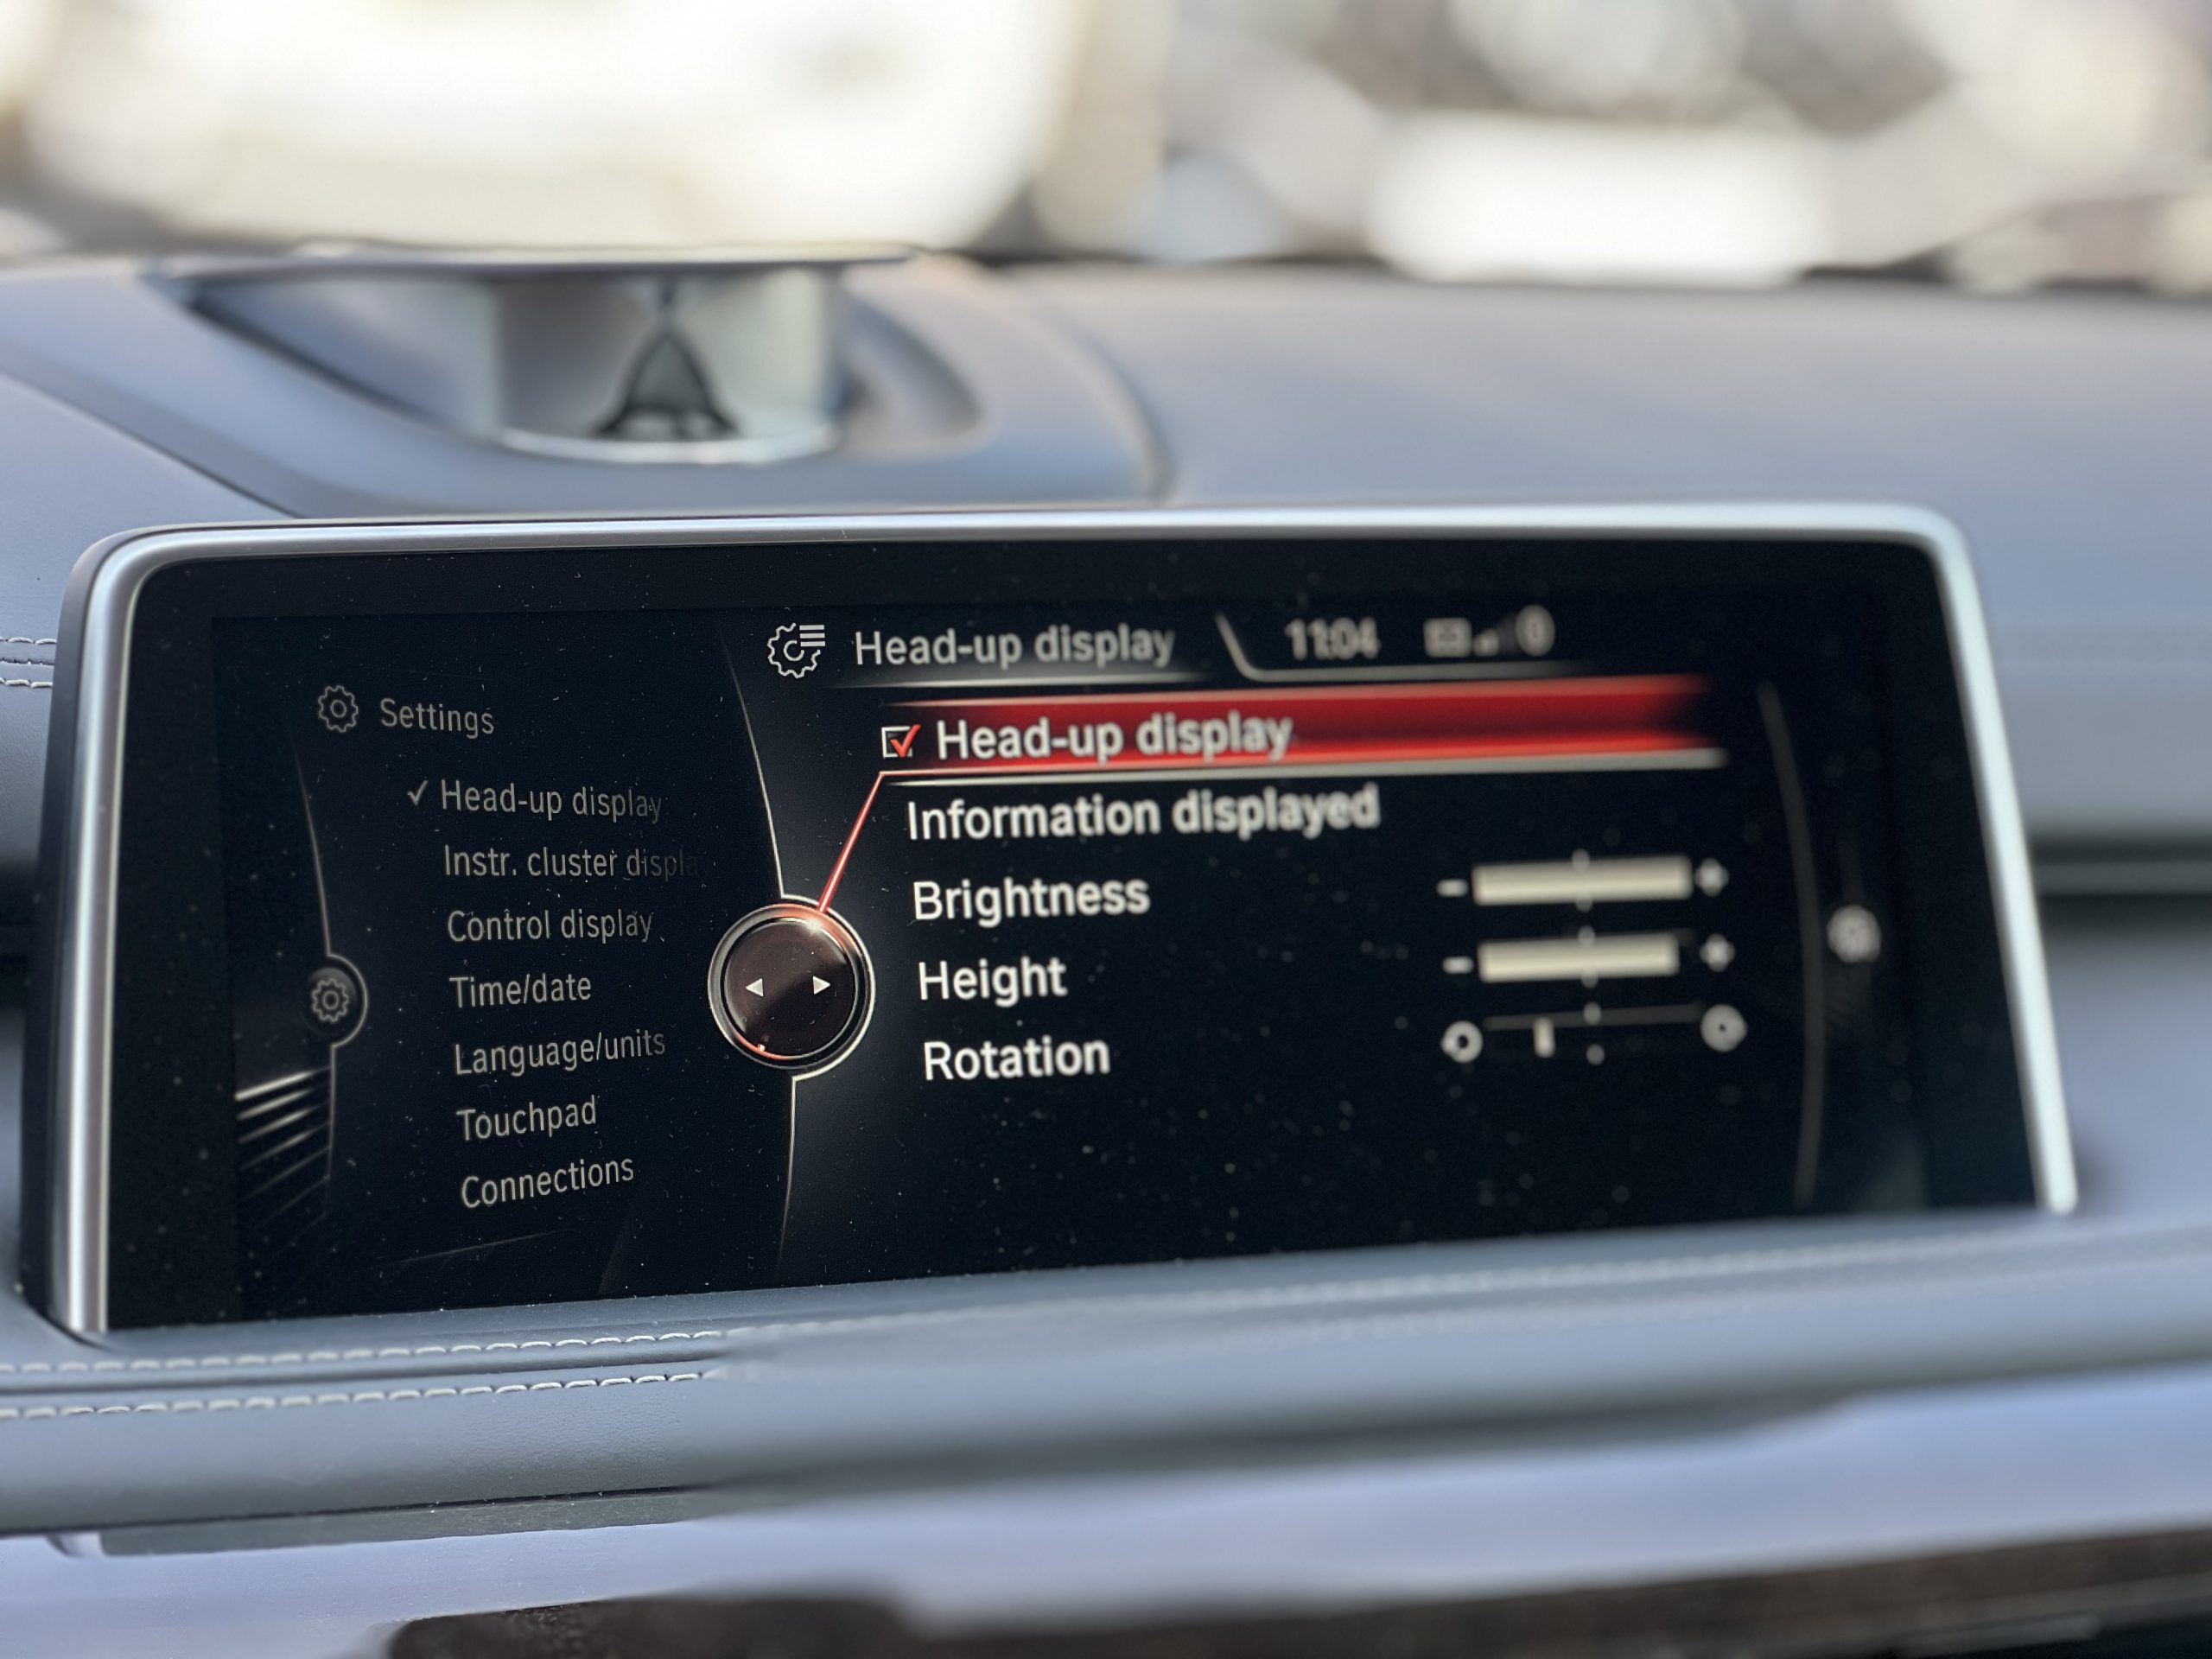 Settings
✓ Head-up display
Instr. cluster displa
Control display
Time/date
Language/units
Touchpad
Connections
Head-up display
11:04
Head-up display
Information displayed
Brightness
Height
Rotation